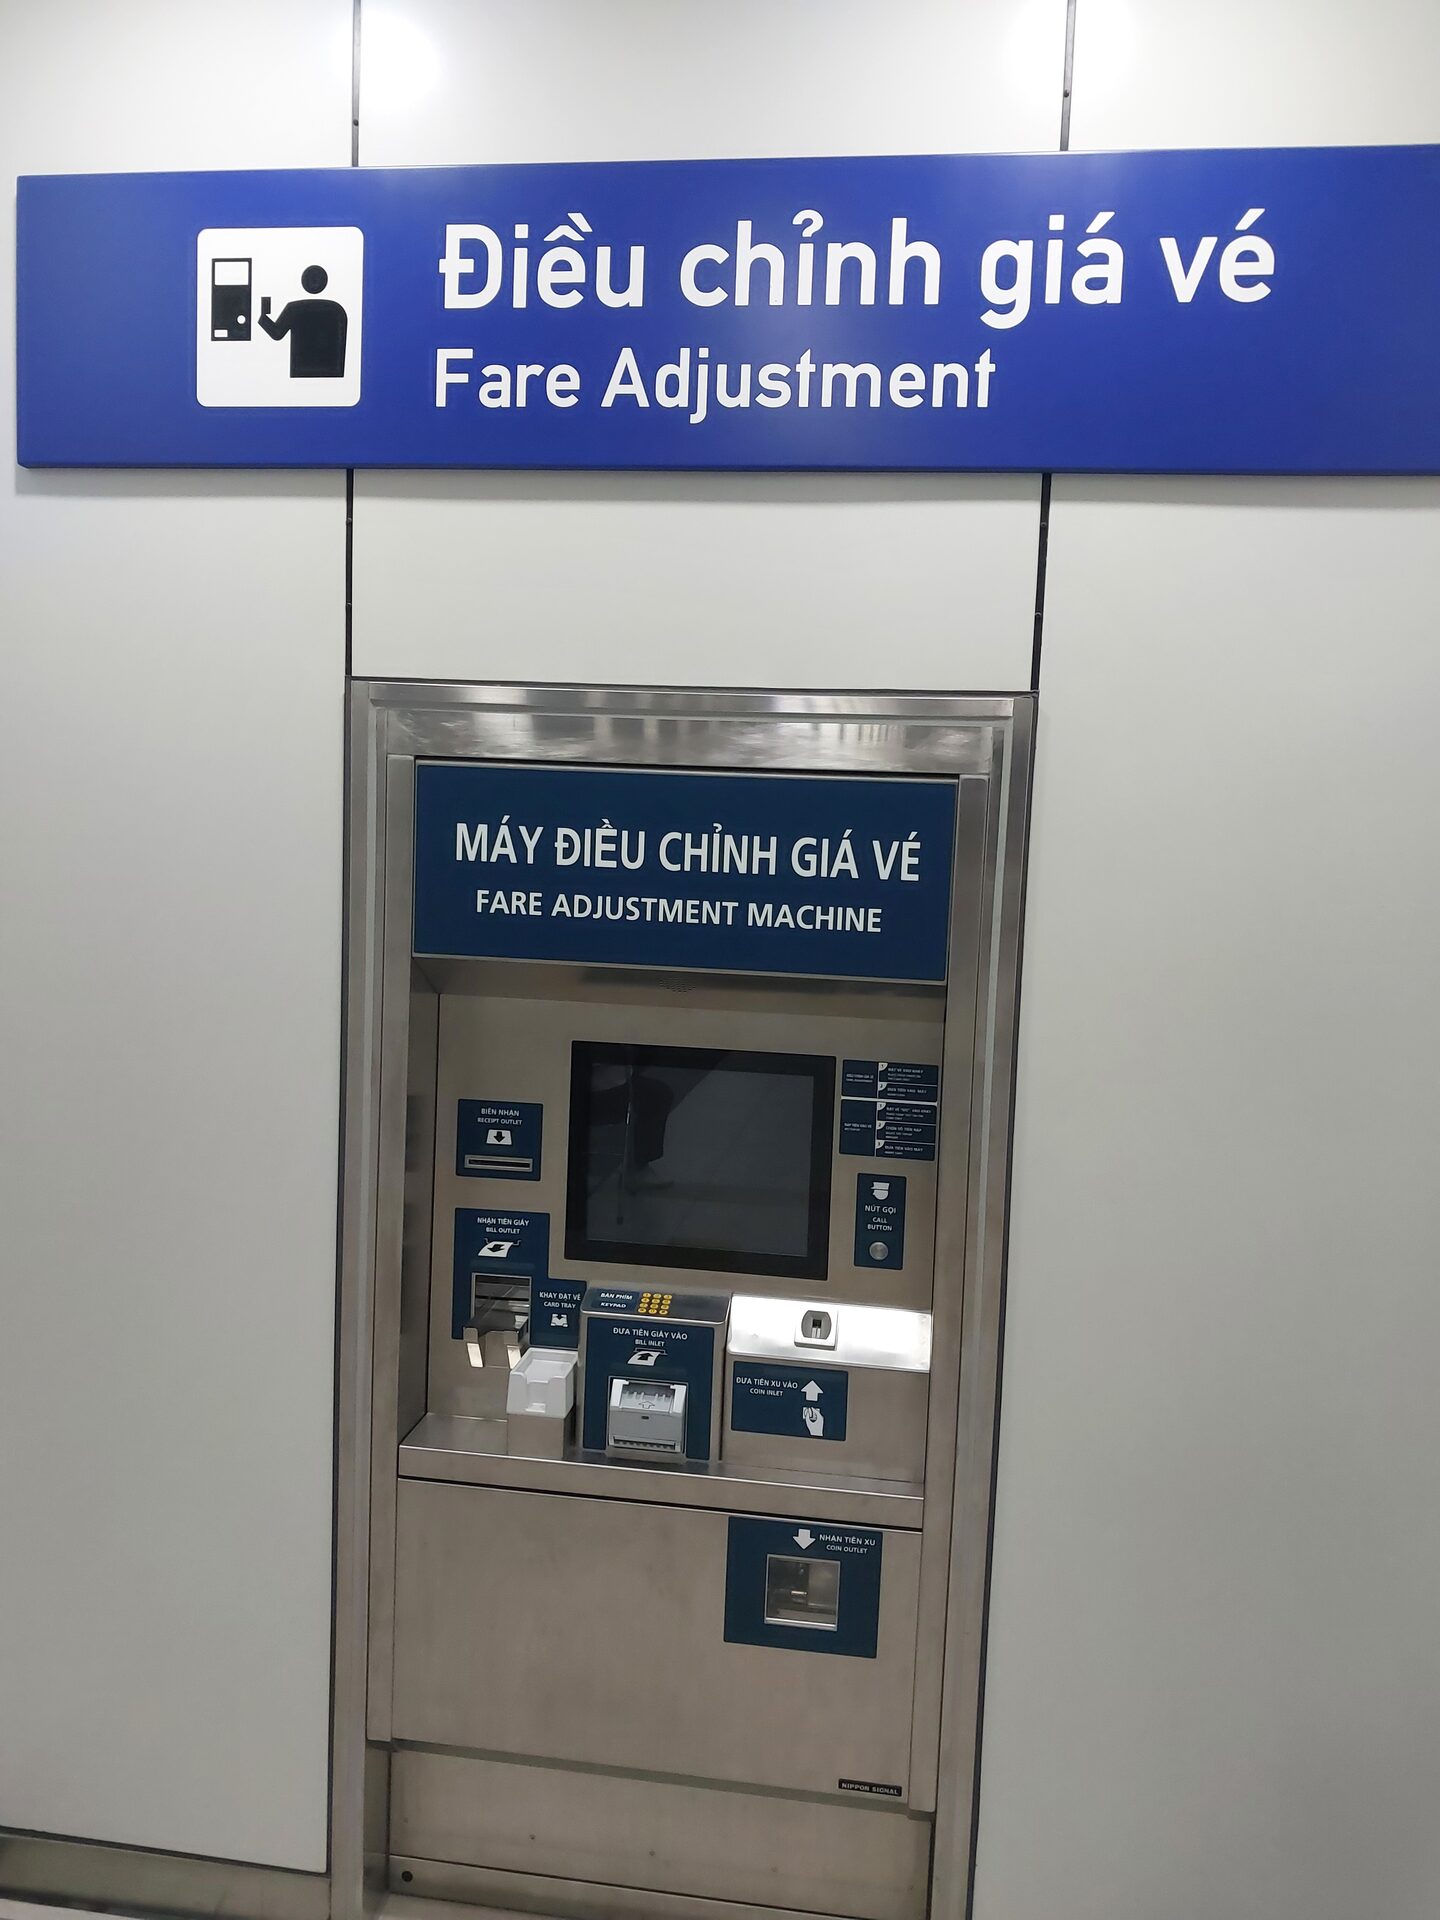 Điều chỉnh giá vé
Fare Adjustment
MÁY ĐIỀU CHỈNH GIÁ VÉ
FARE ADJUSTMENT MACHINE
BIÊN NHẬN
RECEIPT OUTLET
NHẬN TIỀN GIẤY
BILL OUTLET
KHAY ĐẶT VÉ
CARD TRAY
BÀN PHÍM
KEYPAD
ĐƯA TIỀN GIẤY VÀO
BILL INLET
NÚT GỌI
CALL
BUTTON
ĐƯA TIỀN XU VÀO
COIN INLET
NHẬN TIỀN XU
COIN OUTLET
NIPPON SIGNAL